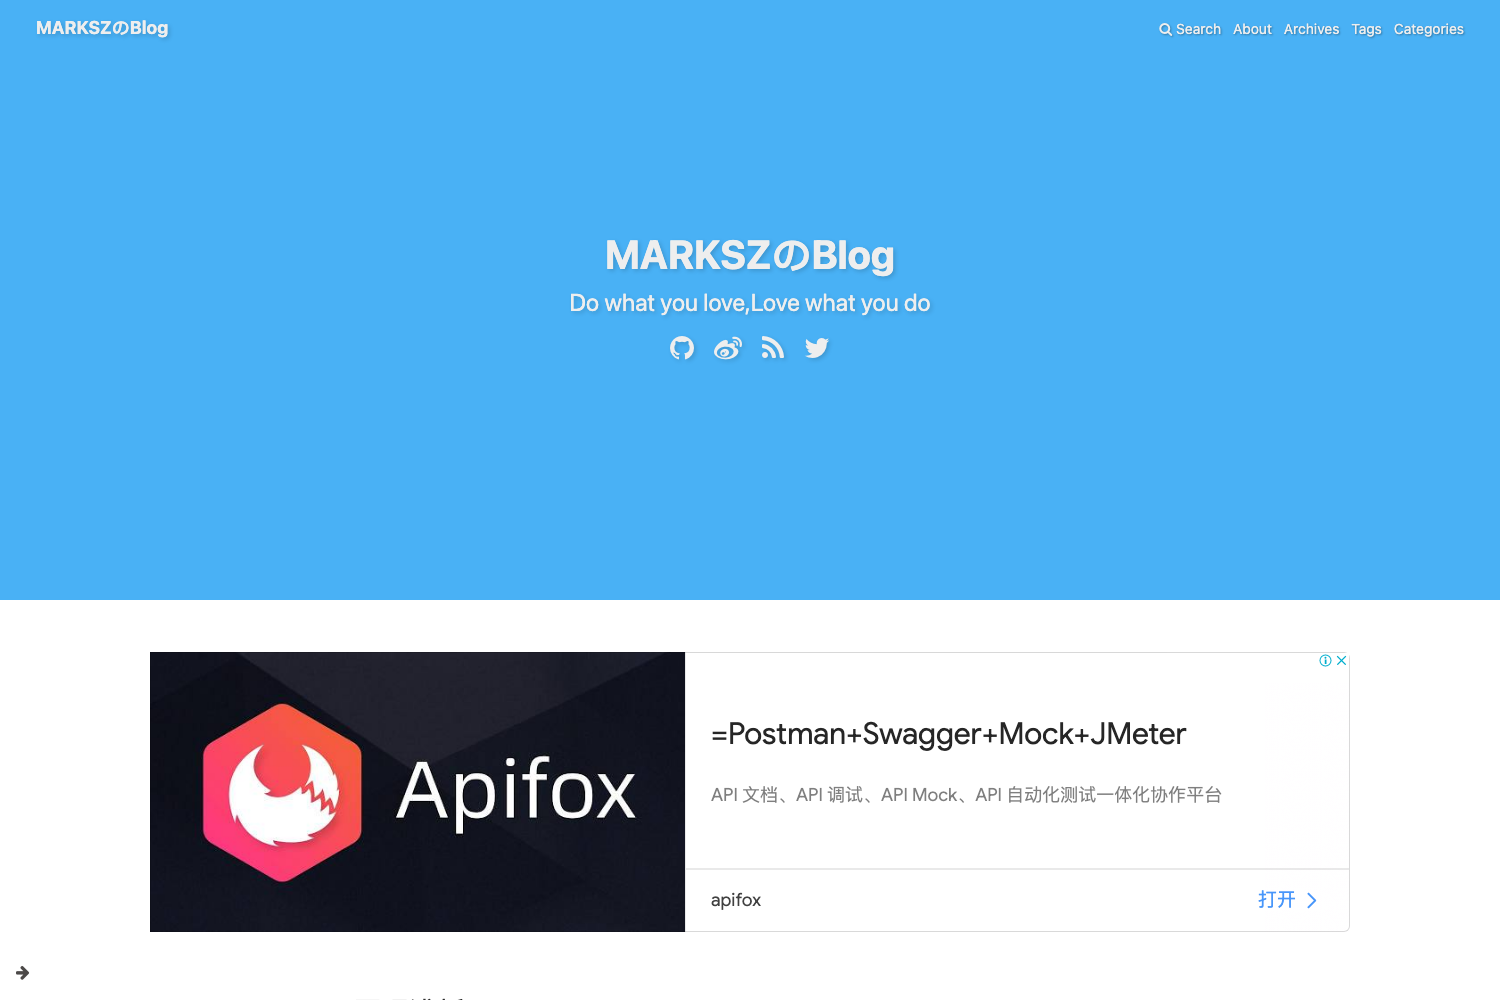 MARKSZのBlog
Search About Archives Tags Categories
MARKSZのBlog
Do what you love,Love what you do
Apifox
=Postman+Swagger+Mock+JMeter
API 文档、API 调试、API Mock、API 自动化测试一体化协作平台
apifox
打开